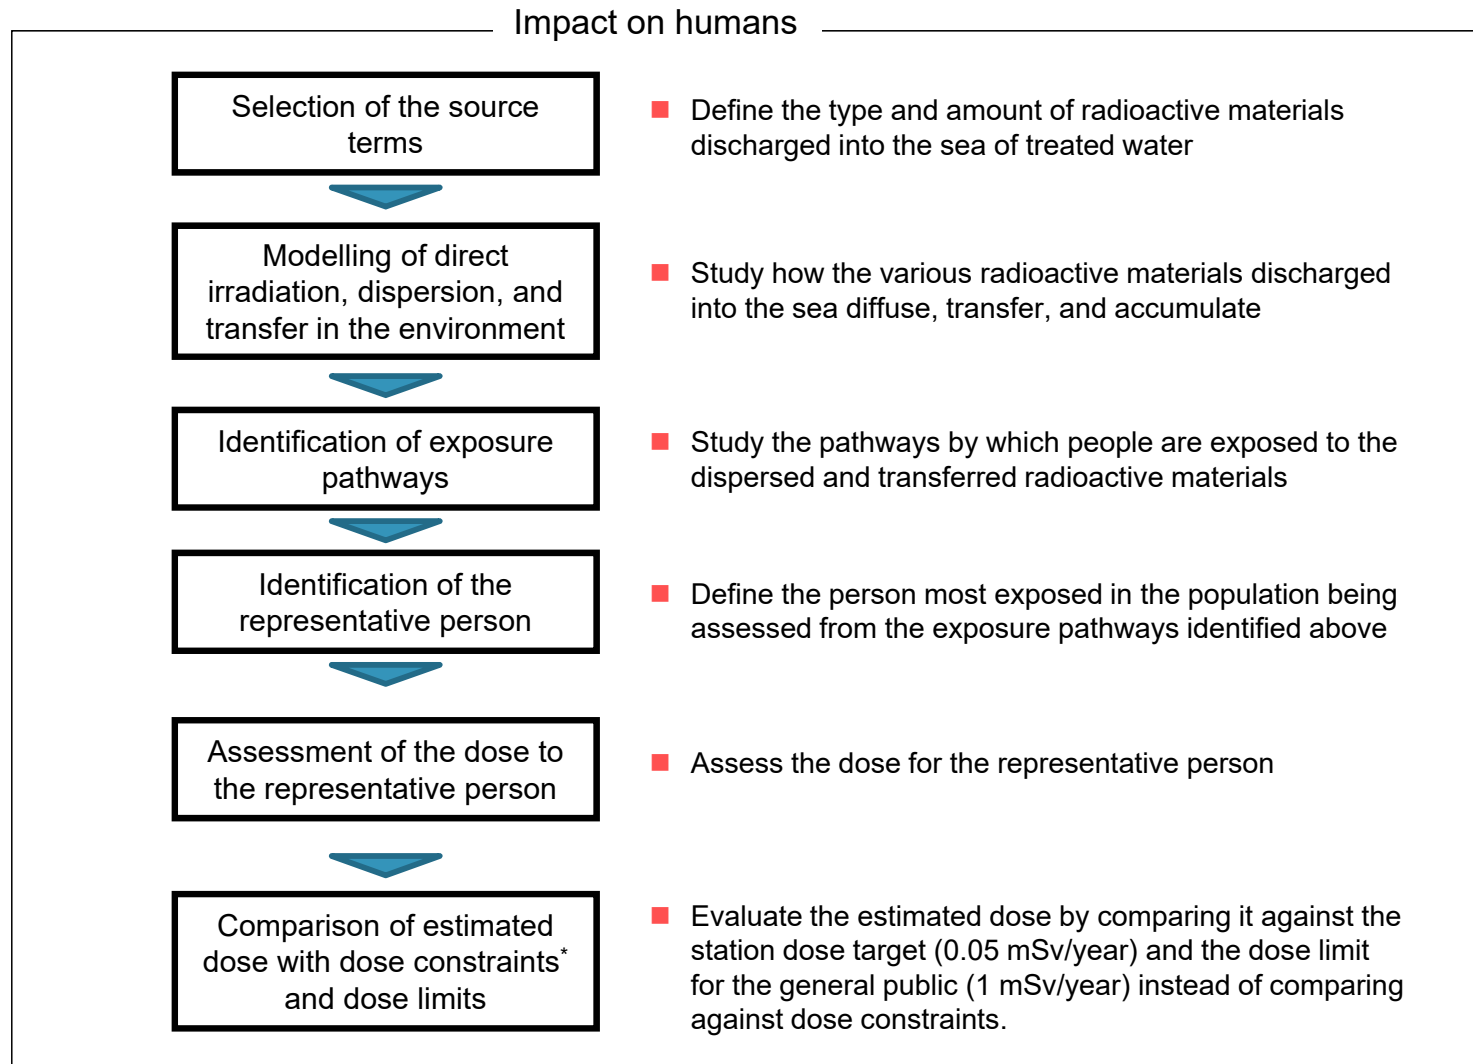 Impact on humans
Selection of the source
terms
Define the type and amount of radioactive materials
discharged into the sea of treated water
Modelling of direct
irradiation, dispersion, and
transfer in the environment
Study how the various radioactive materials discharged
into the sea diffuse, transfer, and accumulate
Identification of exposure
pathways
Study the pathways by which people are exposed to the
dispersed and transferred radioactive materials
Identification of the
representative person
Define the person most exposed in the population being
assessed from the exposure pathways identified above
Assessment of the dose to
the representative person
Assess the dose for the representative person
Comparison of estimated
dose with dose constraints*
and dose limits
Evaluate the estimated dose by comparing it against the
station dose target (0.05 mSv/year) and the dose limit
for the general public (1 mSv/year) instead of comparing
against dose constraints.